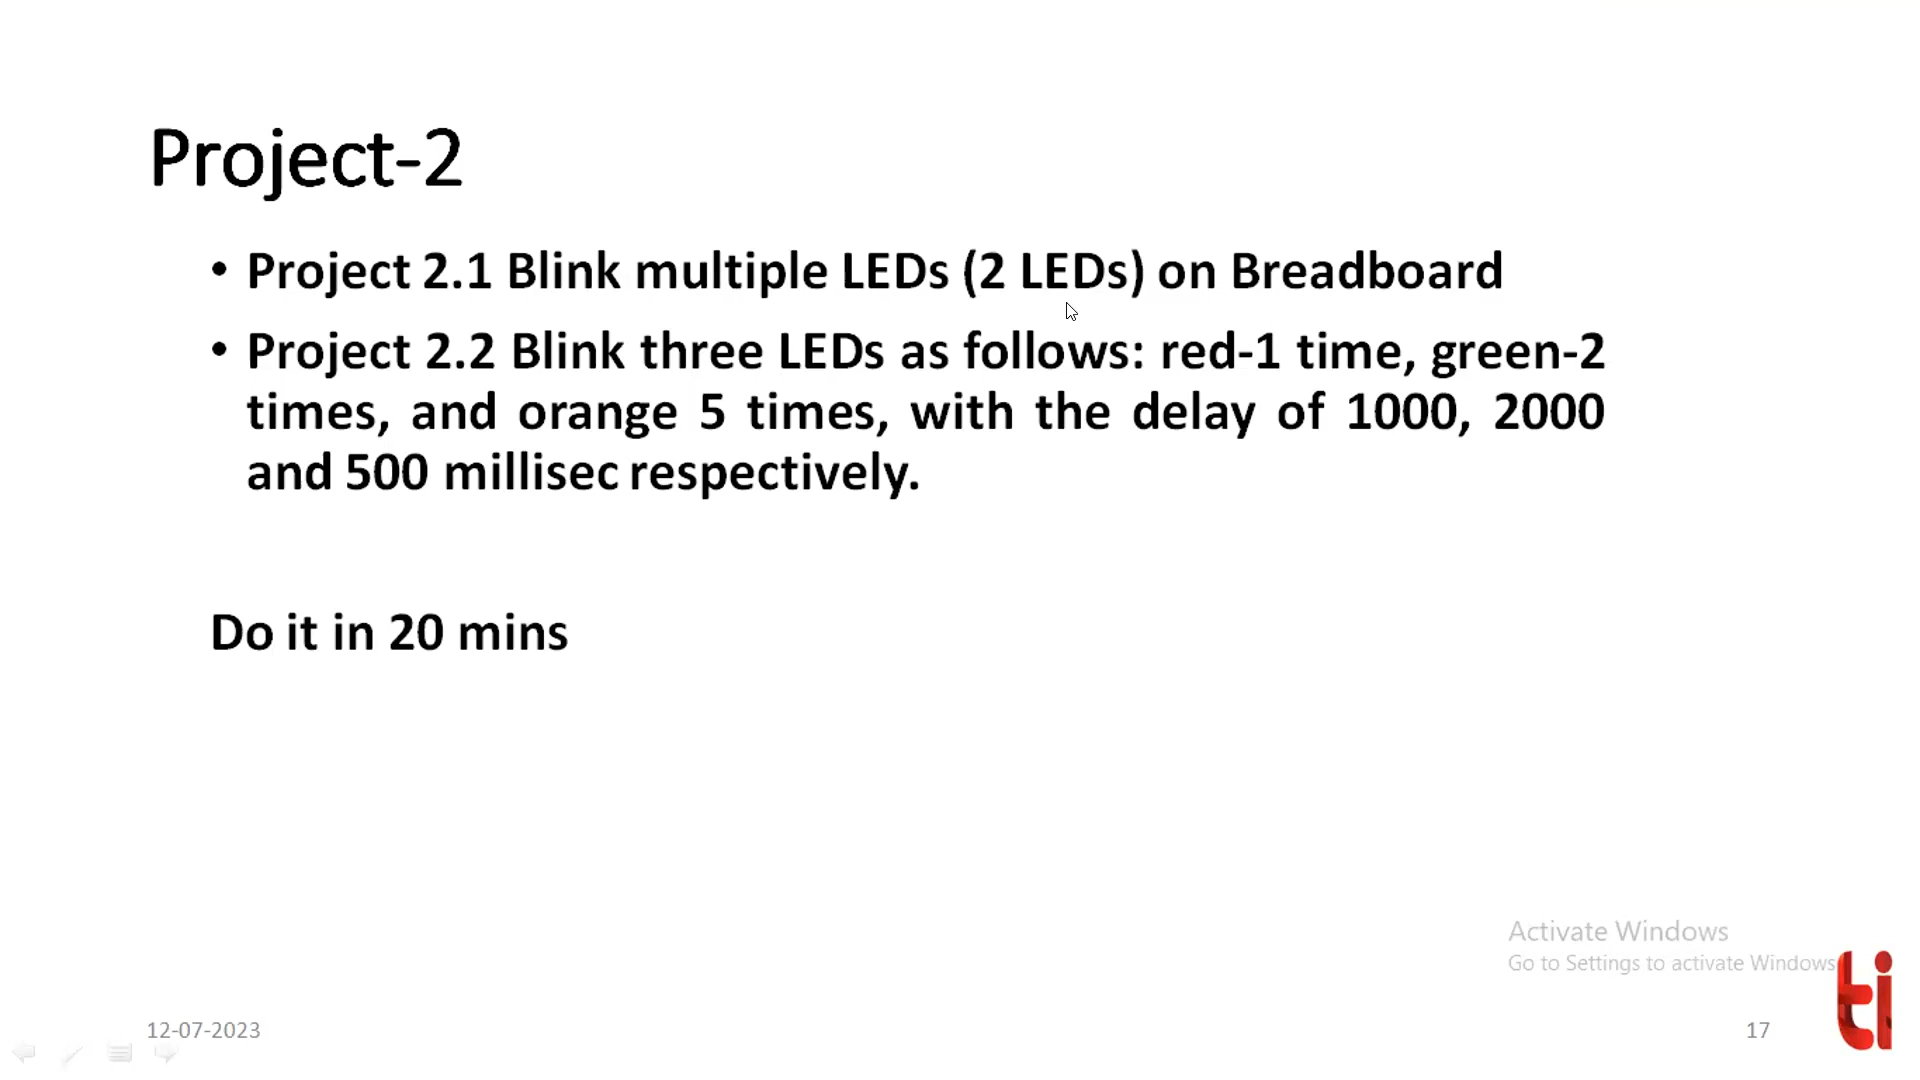 Project-2
• Project 2.1 Blink multiple LEDs (2 LEDs) on Breadboard
• Project 2.2 Blink three LEDs as follows: red-1 time, green-2
times, and orange 5 times, with the delay of 1000, 2000
and 500 millisec respectively.
Do it in 20 mins
Activate Windows
Go to Settings to activate Windows
ti
12-07-2023
17